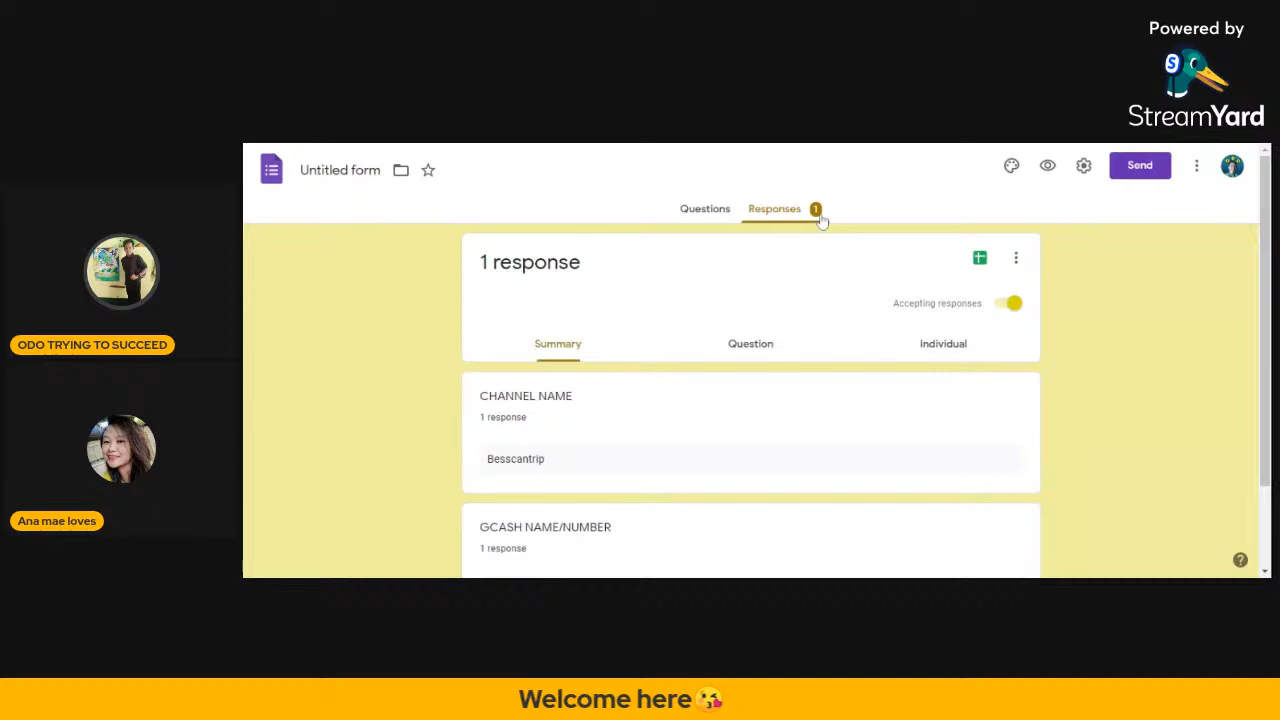 Powered by
StreamYard
Untitled form
Send
Questions
Responses 1
1 response
Accepting responses
Summary
Question
Individual
CHANNEL NAME
1 response
Besscantrip
GCASH NAME/NUMBER
1 response
ODO TRYING TO SUCCEED
Ana mae loves
Welcome here😘